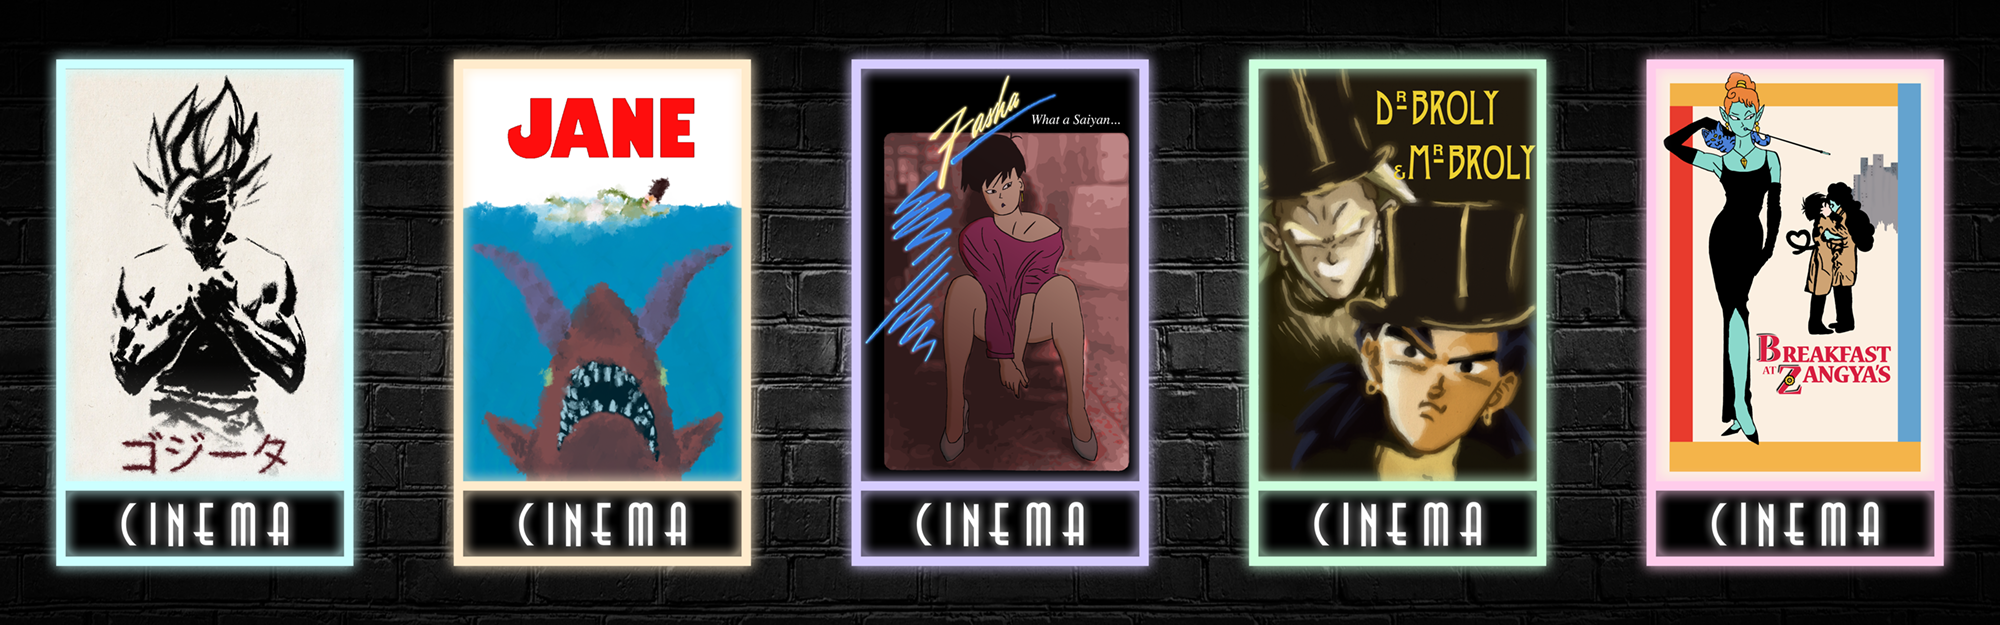 ゴジータ
CINEMA
JANE
CINEMA
Fasha
What a Saiyan...
CINEMA
DR BROLY
& MR BROLY
CINEMA
BREAKFAST
AT ZANGYA'S
CINEMA